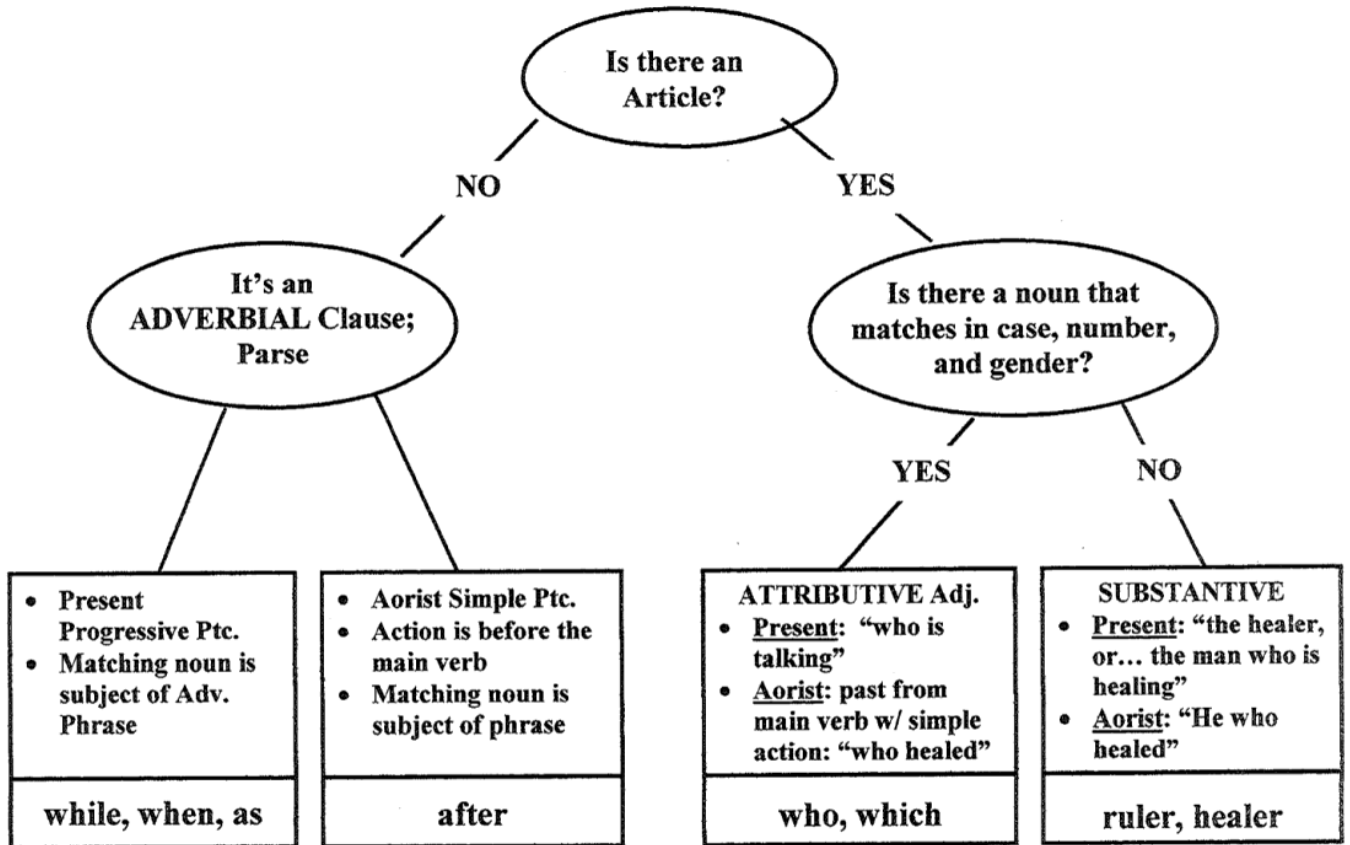 Is there an
Article?
NO
YES
It's an
ADVERBIAL Clause;
Parse
Is there a noun that
matches in case, number,
and gender?
YES
NO
• Present
Progressive Ptc.
• Matching noun is
subject of Adv.
Phrase
while, when, as
• Aorist Simple Ptc.
• Action is before the
main verb
• Matching noun is
subject of phrase
after
ATTRIBUTIVE Adj.
• Present: "who is
talking"
• Aorist: past from
main verb w/ simple
action: "who healed"
who, which
SUBSTANTIVE
• Present: "the healer,
or... the man who is
healing"
• Aorist: "He who
healed"
ruler, healer